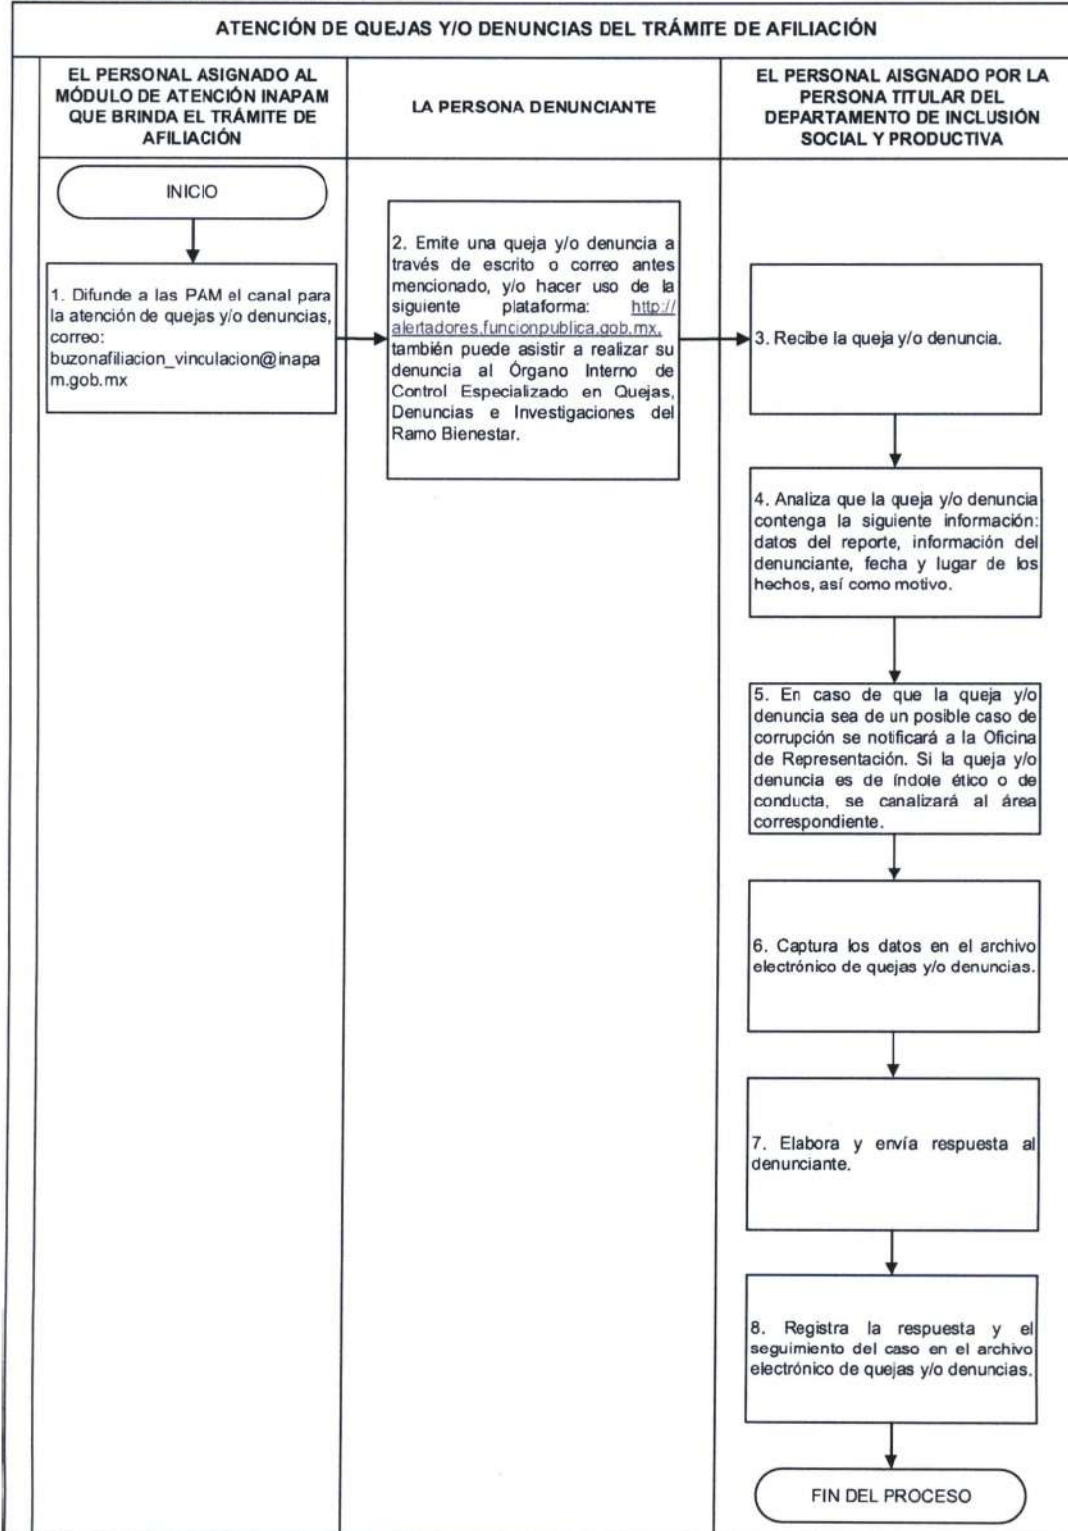 ATENCIÓN DE QUEJAS Y/O DENUNCIAS DEL TRÁMITE DE AFILIACIÓN
EL PERSONAL ASIGNADO AL
MÓDULO DE ATENCIÓN INAPAM
QUE BRINDA EL TRÁMITE DE
AFILIACIÓN
LA PERSONA DENUNCIANTE
EL PERSONAL AISGNADO POR LA
PERSONA TITULAR DEL
DEPARTAMENTO DE INCLUSIÓN
SOCIAL Y PRODUCTIVA
INICIO
1. Difunde a las PAM el canal para
la atención de quejas y/o denuncias,
correo:
buzonafiliacion_vinculacion@inapa
m.gob.mx
2. Emite una queja y/o denuncia a
través de escrito o correo antes
mencionado, y/o hacer uso de la
siguiente plataforma: http://
alertadores.funcionpublica.gob.mx,
también puede asistir a realizar su
denuncia al Órgano Interno de
Control Especializado en Quejas,
Denuncias e Investigaciones del
Ramo Bienestar.
3. Recibe la queja y/o denuncia.
4. Analiza que la queja y/o denuncia
contenga la siguiente información:
datos del reporte, información del
denunciante, fecha y lugar de los
hechos, así como motivo.
5. En caso de que la queja y/o
denuncia sea de un posible caso de
corrupción se notificará a la Oficina
de Representación. Si la queja y/o
denuncia es de índole ético o de
conducta, se canalizará al área
correspondiente.
6. Captura los datos en el archivo
electrónico de quejas y/o denuncias.
7. Elabora y envía respuesta al
denunciante.
8. Registra la respuesta y el
seguimiento del caso en el archivo
electrónico de quejas y/o denuncias.
FIN DEL PROCESO